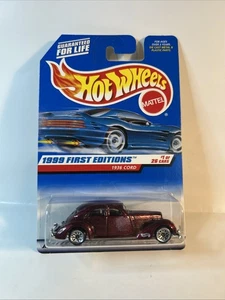 GUARANTEED
FOR LIFE
Hot Wheels
MATTEL
1999 FIRST EDITIONS
#1 of
26 CARS
1936 CORD